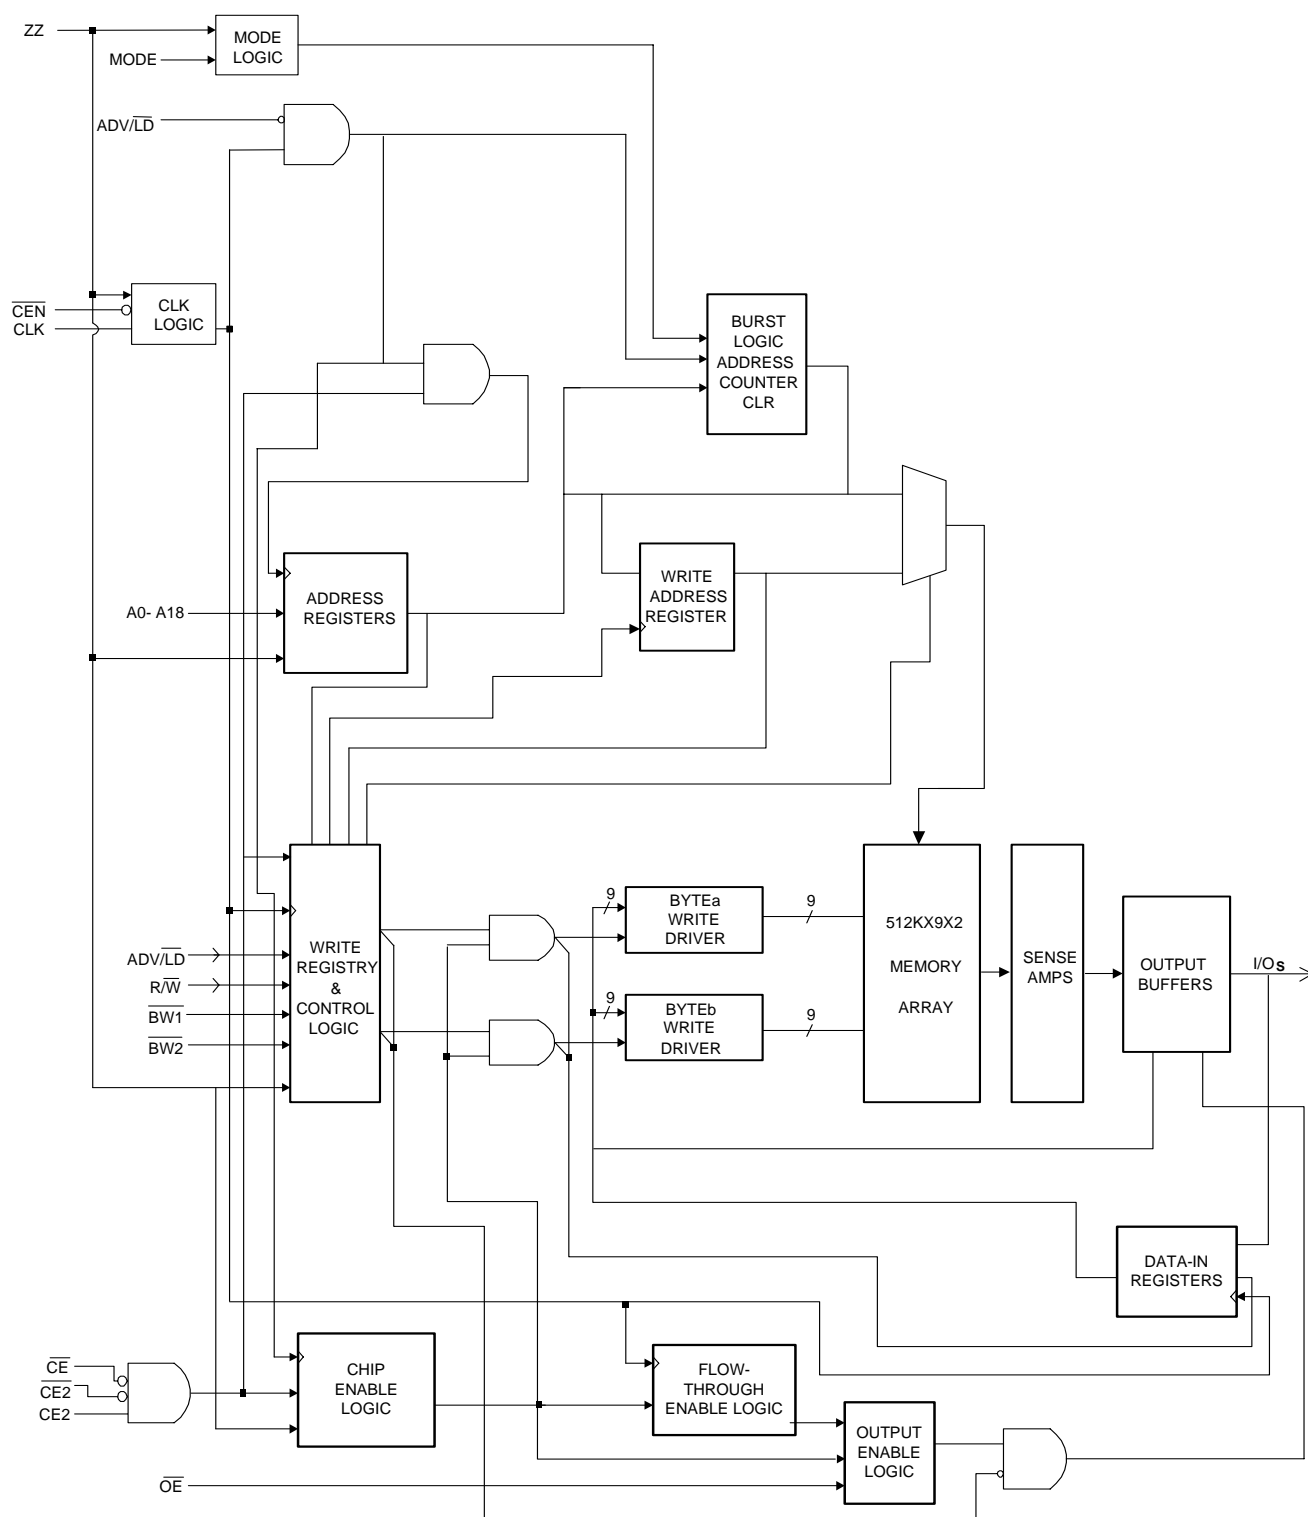 ZZ
MODE
LOGIC
MODE
ADV/LD
CEN
CLK
CLK
LOGIC
BURST
LOGIC
ADDRESS
COUNTER
CLR
A0- A18
ADDRESS
REGISTERS
WRITE
ADDRESS
REGISTER
ADV/LD
R/W
BW1
BW2
WRITE
REGISTRY
&
CONTROL
LOGIC
9
BYTEa
WRITE
DRIVER
9
9
BYTEb
WRITE
DRIVER
9
512KX9X2
MEMORY
ARRAY
SENSE
AMPS
OUTPUT
BUFFERS
I/Os
DATA-IN
REGISTERS
CE
CE2
CE2
CHIP
ENABLE
LOGIC
FLOW-
THROUGH
ENABLE LOGIC
OUTPUT
ENABLE
LOGIC
OE